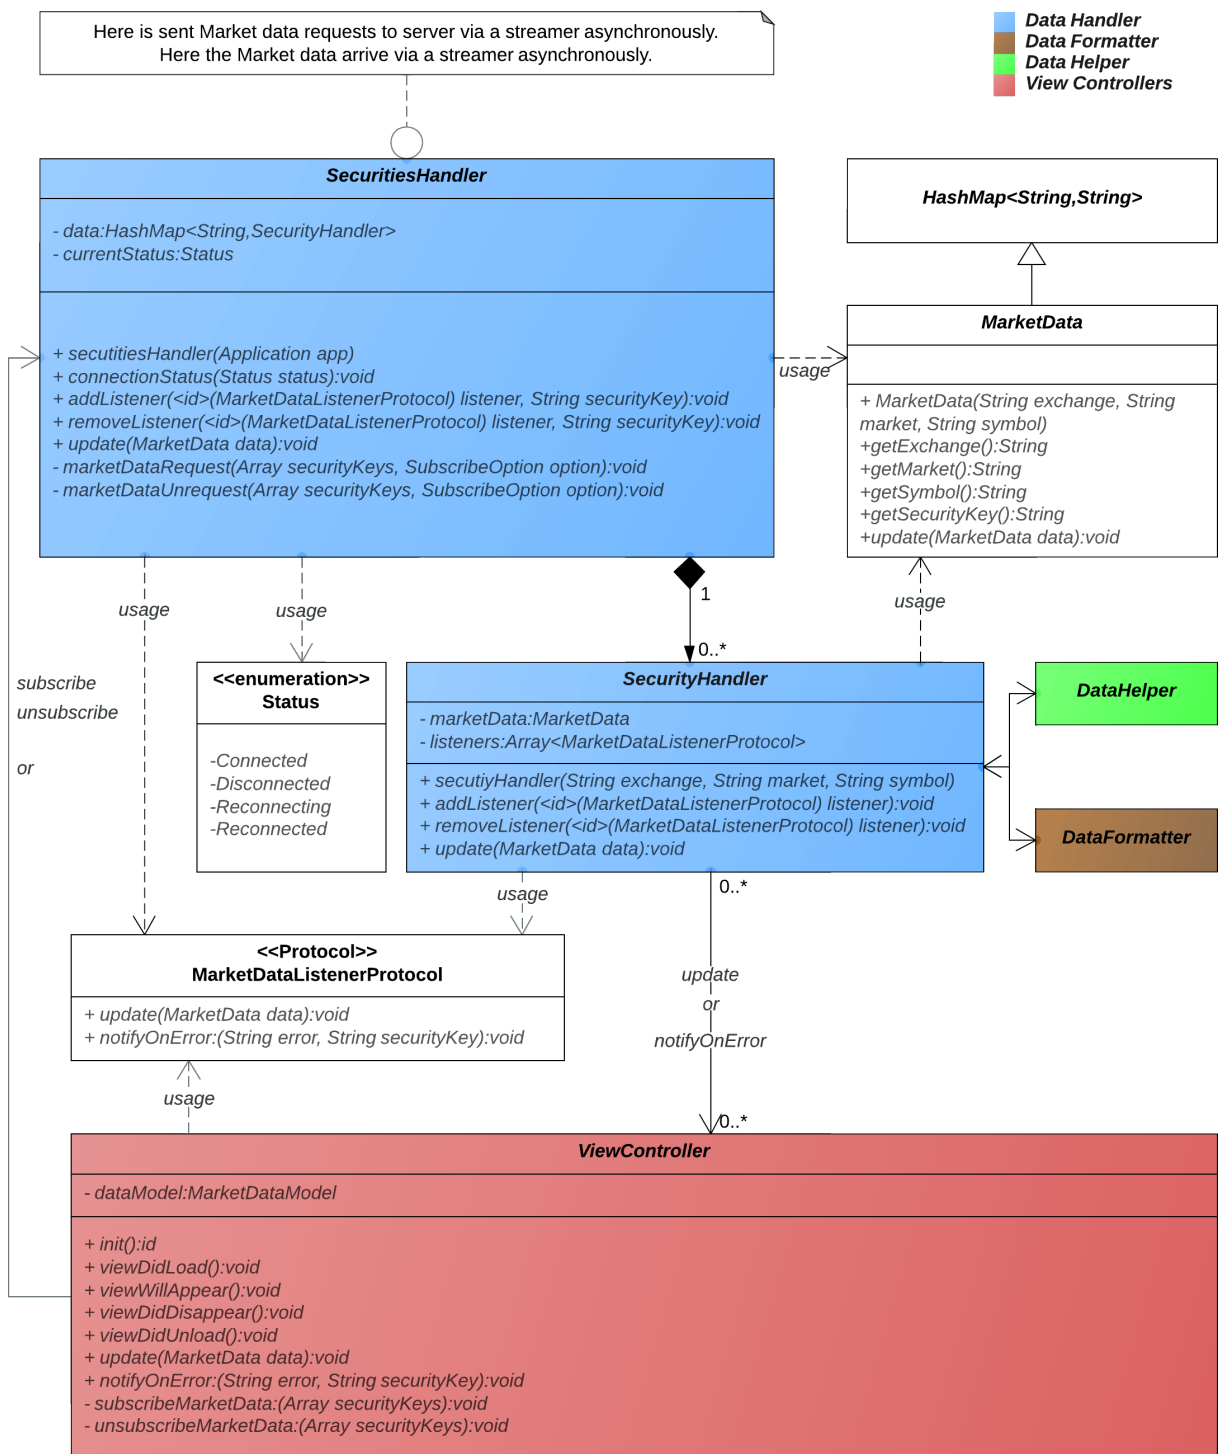 Here is sent Market data requests to server via a streamer asynchronously.
Here the Market data arrive via a streamer asynchronously.
Data Handler
Data Formatter
Data Helper
View Controllers
SecuritiesHandler
- data:HashMap<String,SecurityHandler>
- currentStatus:Status
+ secutitiesHandler(Application app)
+ connectionStatus(Status status):void
+ addListener(<id>(MarketDataListenerProtocol) listener, String securityKey):void
+ removeListener(<id>(MarketDataListenerProtocol) listener, String securityKey):void
+ update(MarketData data):void
- marketDataRequest(Array securityKeys, SubscribeOption option):void
- marketDataUnrequest(Array securityKeys, SubscribeOption option):void
HashMap<String,String>
MarketData
+ MarketData(String exchange, String
market, String symbol)
+getExchange():String
+getMarket():String
+getSymbol():String
+getSecurityKey():String
+update(MarketData data):void
usage
usage
usage
1
0..*
usage
subscribe
unsubscribe
or
<<enumeration>>
Status
-Connected
-Disconnected
-Reconnecting
-Reconnected
SecurityHandler
- marketData:MarketData
- listeners:Array<MarketDataListenerProtocol>
+ secutiyHandler(String exchange, String market, String symbol)
+ addListener(<id>(MarketDataListenerProtocol) listener):void
+ removeListener(<id>(MarketDataListenerProtocol) listener):void
+ update(MarketData data):void
DataHelper
DataFormatter
usage
0..*
<<Protocol>>
MarketDataListenerProtocol
+ update(MarketData data):void
+ notifyOnError:(String error, String securityKey):void
update
or
notifyOnError
usage
0..*
ViewController
- dataModel:MarketDataModel
+ init():id
+ viewDidLoad():void
+ viewWillAppear():void
+ viewDidDisappear():void
+ viewDidUnload():void
+ update(MarketData data):void
+ notifyOnError:(String error, String securityKey):void
- subscribeMarketData:(Array securityKeys):void
- unsubscribeMarketData:(Array securityKeys):void